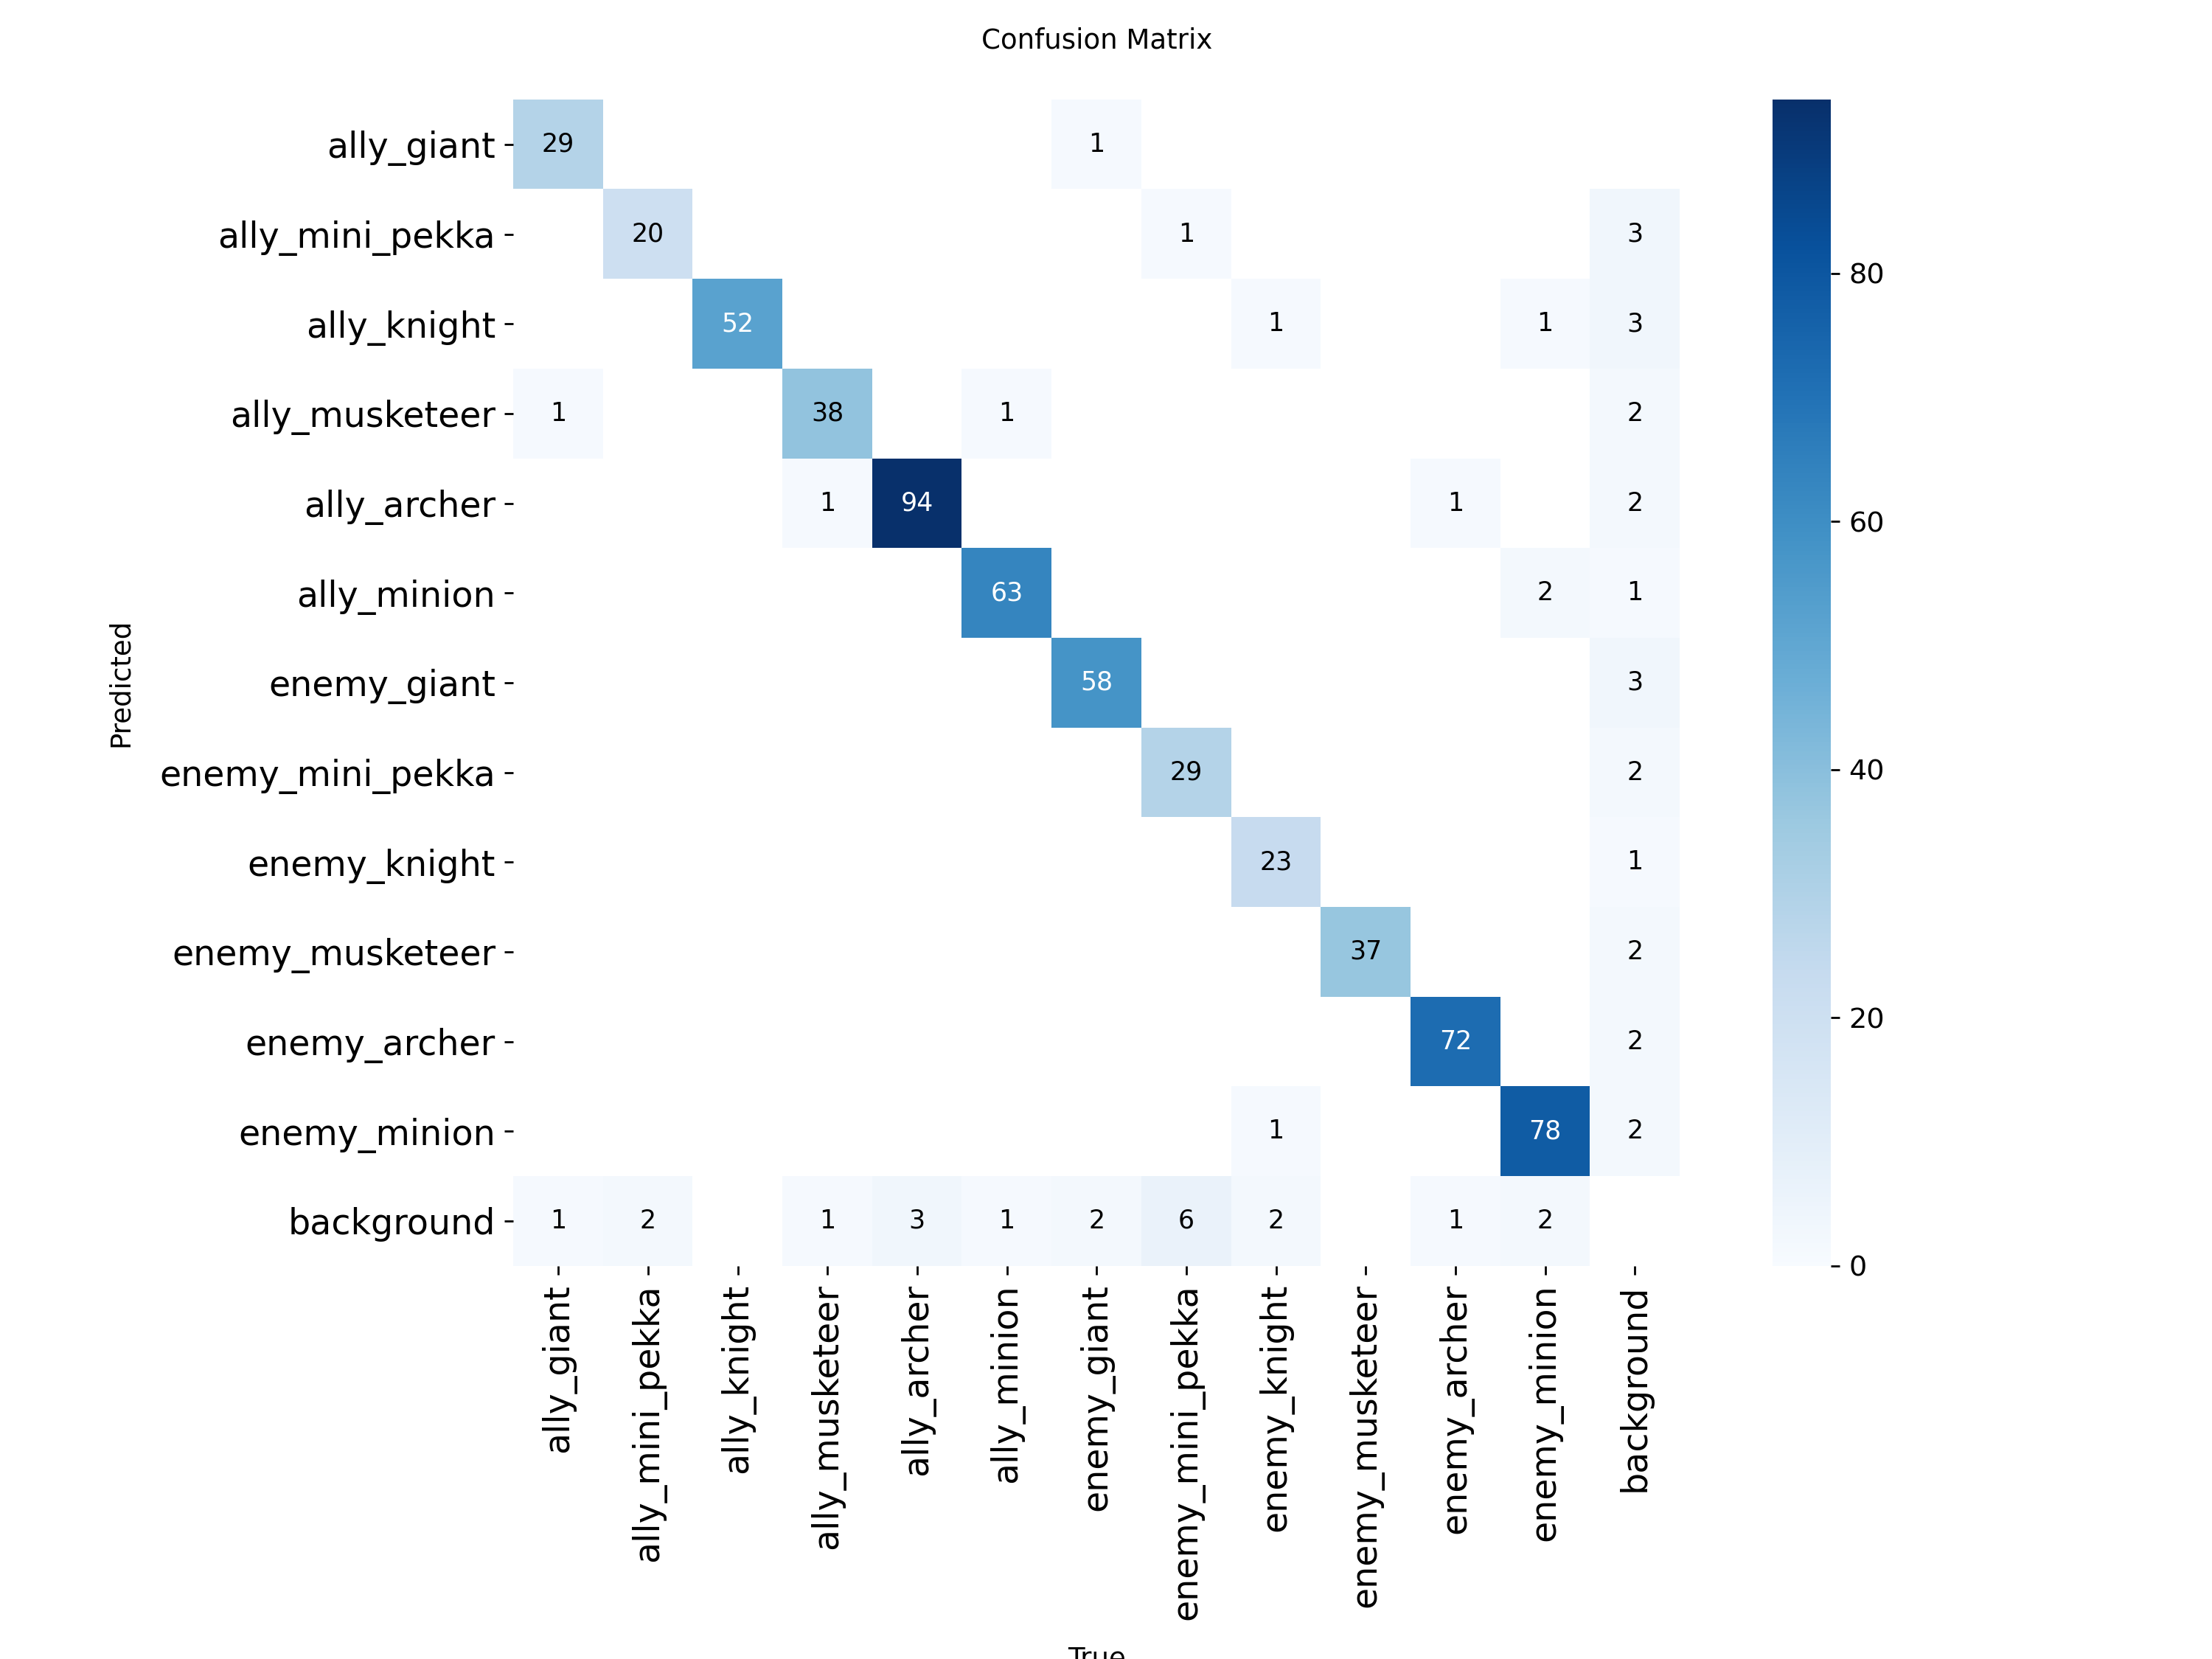 Confusion Matrix
ally_giant 29 1
ally_mini_pekka 20 1 3
80
ally_knight 52 1 1 3
ally_musketeer 1 38 1 2
ally_archer 1 94 1 2
60
ally_minion 63 2 1
Predicted
enemy_giant 58 3
enemy_mini_pekka 29 2
40
enemy_knight 23 1
enemy_musketeer 37 2
enemy_archer 72 2
20
enemy_minion 1 78 2
background 1 2 1 3 1 2 6 2 1 2
0
ally_giant
ally_mini_pekka
ally_knight
ally_musketeer
ally_archer
ally_minion
enemy_giant
enemy_mini_pekka
enemy_knight
enemy_musketeer
enemy_archer
enemy_minion
background
True